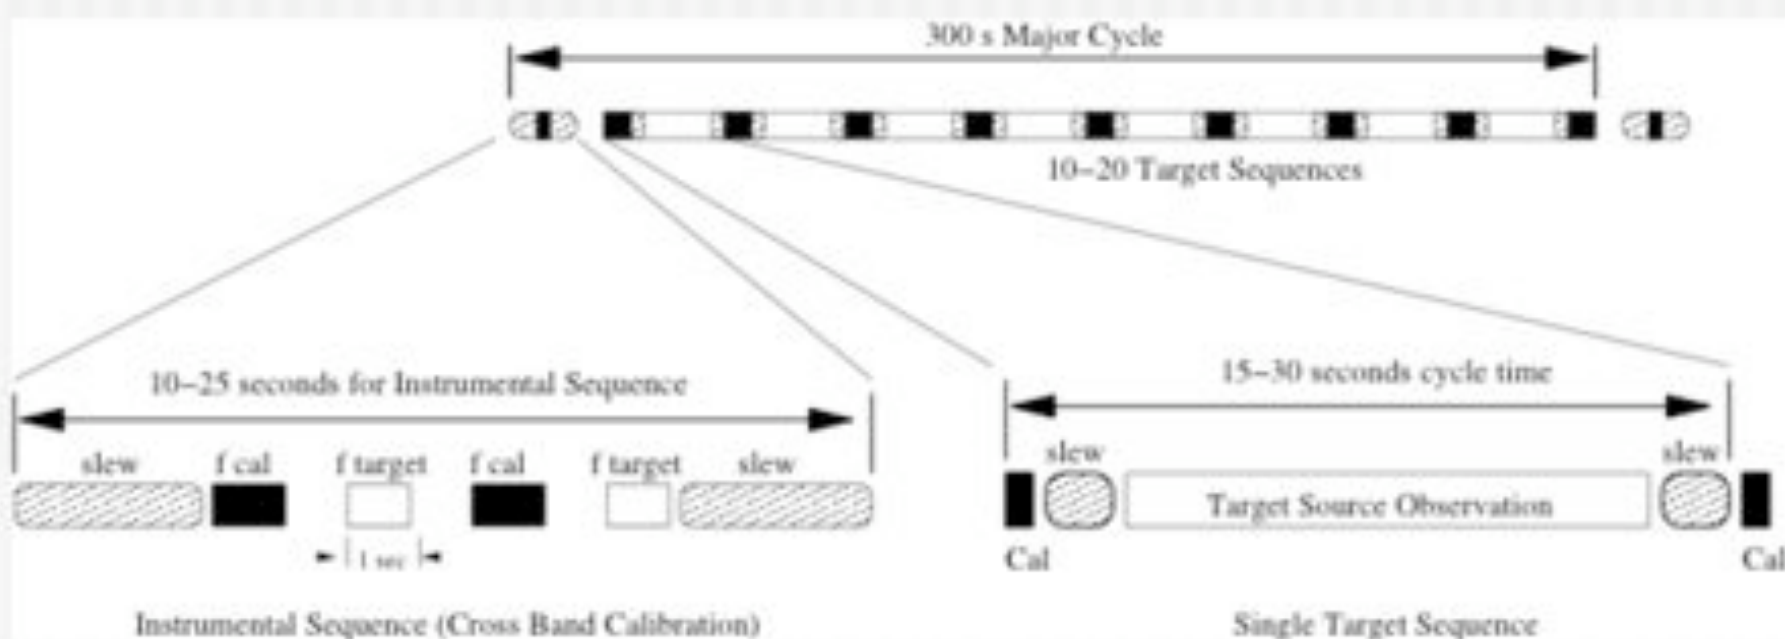 300 s Major Cycle
10–20 Target Sequences
10–25 seconds for Instrumental Sequence
slew f cal f target f cal f target slew
1 sec
Instrumental Sequence (Cross Band Calibration)
15–30 seconds cycle time
slew slew
Target Source Observation
Cal Cal
Single Target Sequence